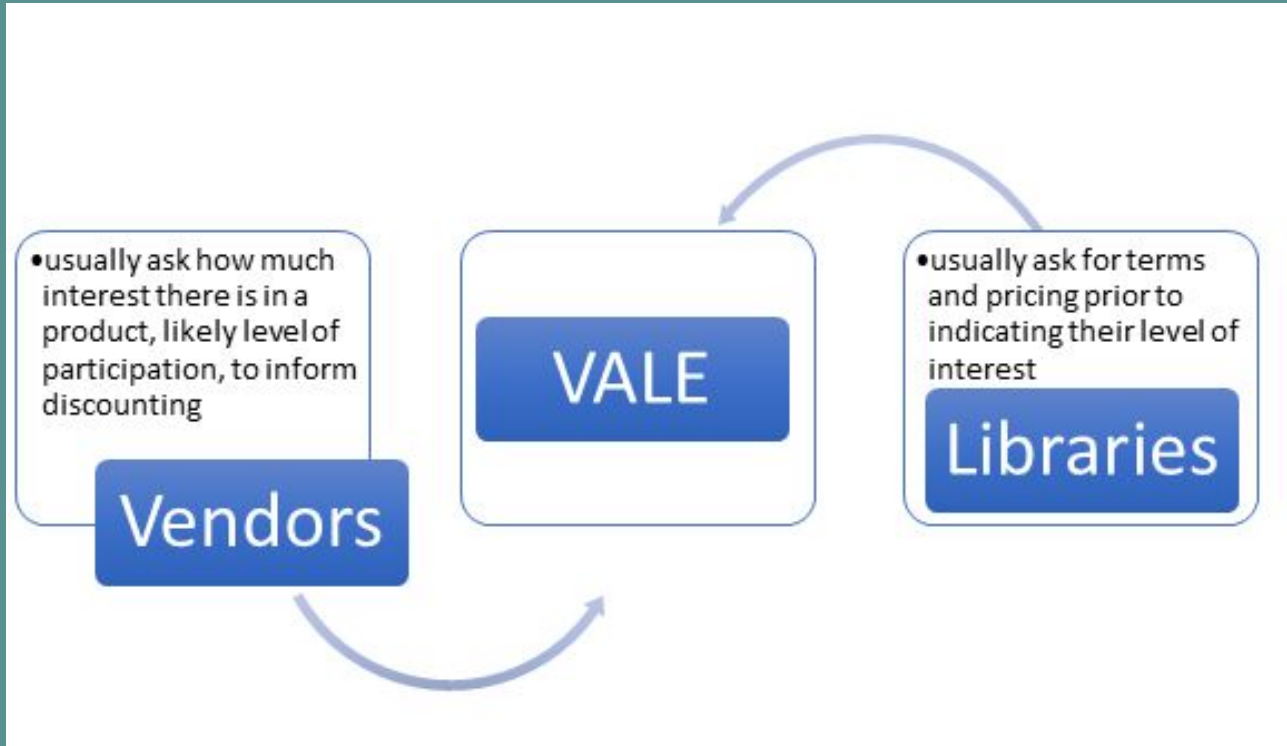 •usually ask how much
interest there is in a
product, likely level of
participation, to inform
discounting
Vendors
VALE
•usually ask for terms
and pricing prior to
indicating their level of
interest
Libraries